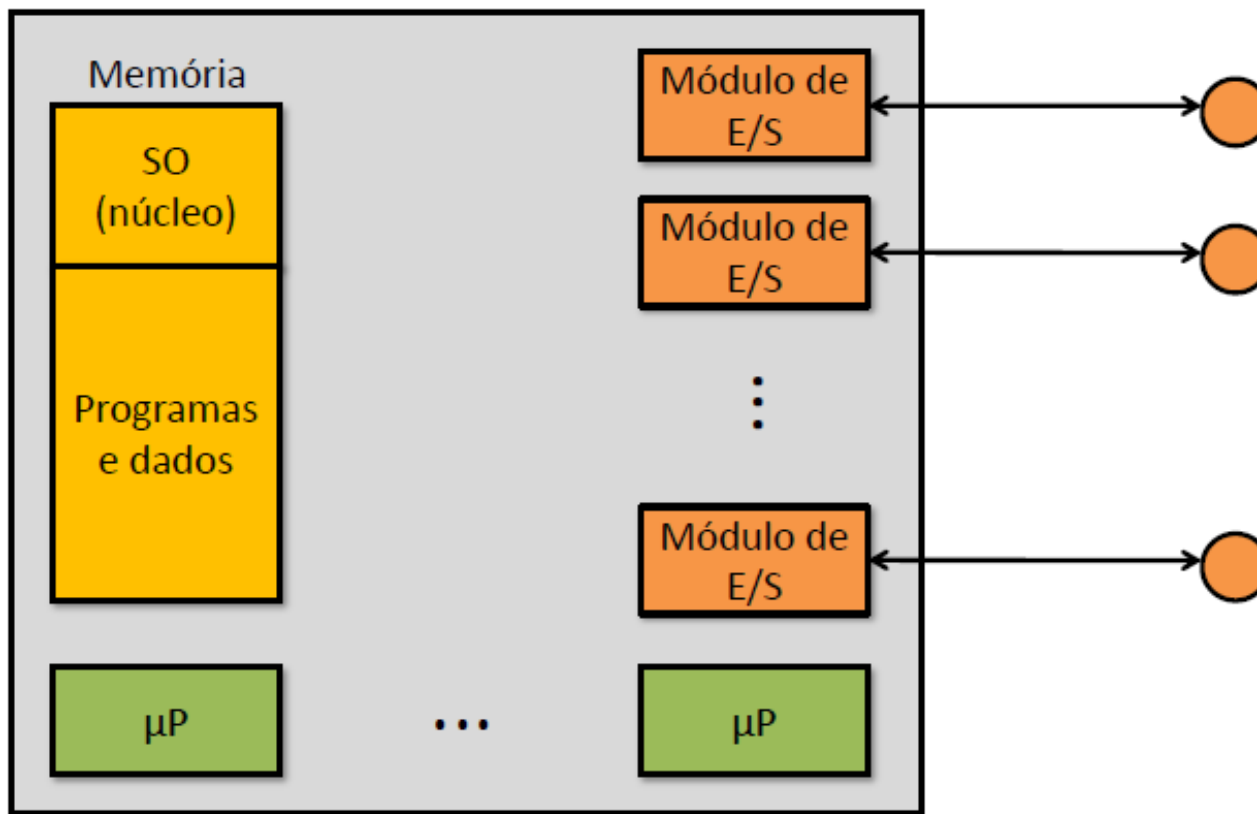 Memória
SO
(núcleo)
Programas
e dados
Módulo de
E/S
Módulo de
E/S
⋮
Módulo de
E/S
µP
...
µP